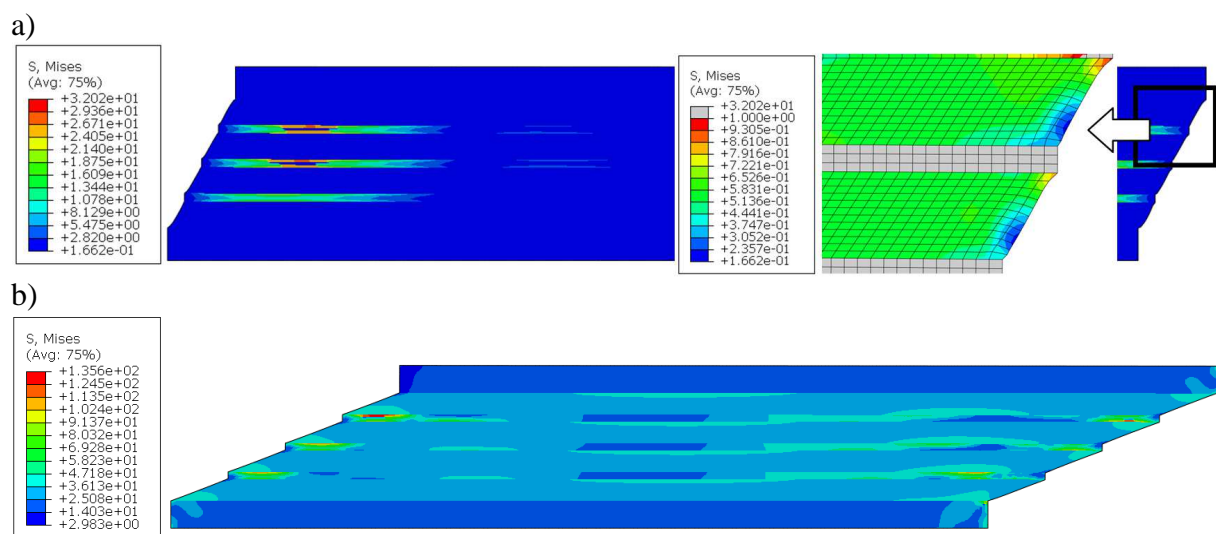 a)
S, Mises
(Avg: 75%)
+3.202e+01
+2.936e+01
+2.671e+01
+2.405e+01
+2.140e+01
+1.875e+01
+1.609e+01
+1.344e+01
+1.078e+01
+8.129e+00
+5.475e+00
+2.820e+00
+1.662e-01
S, Mises
(Avg: 75%)
+3.202e+01
+1.000e+00
+9.305e-01
+8.610e-01
+7.916e-01
+7.221e-01
+6.526e-01
+5.831e-01
+5.136e-01
+4.441e-01
+3.747e-01
+3.052e-01
+2.357e-01
+1.662e-01
b)
S, Mises
(Avg: 75%)
+1.356e+02
+1.245e+02
+1.135e+02
+1.024e+02
+9.137e+01
+8.032e+01
+6.928e+01
+5.823e+01
+4.718e+01
+3.613e+01
+2.508e+01
+1.403e+01
+2.983e+00